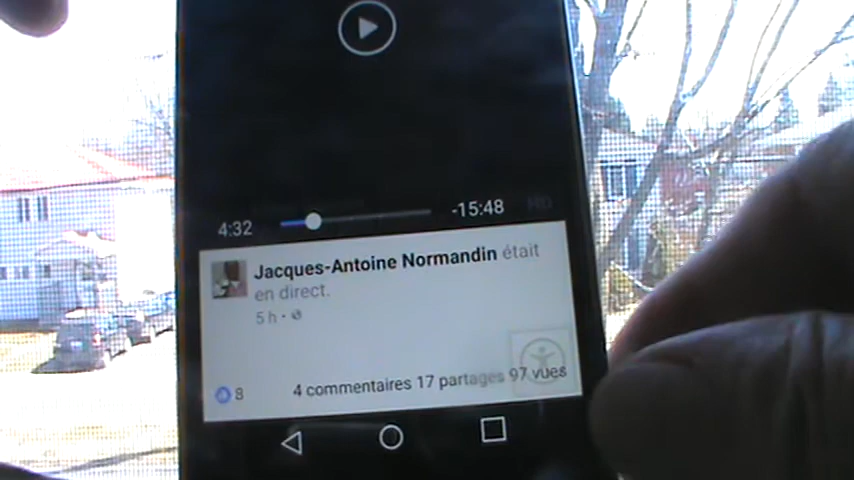 4:32 -15:48 HD
Jacques-Antoine Normandin était
en direct.
5 h
8 4 commentaires 17 partages 97 vues